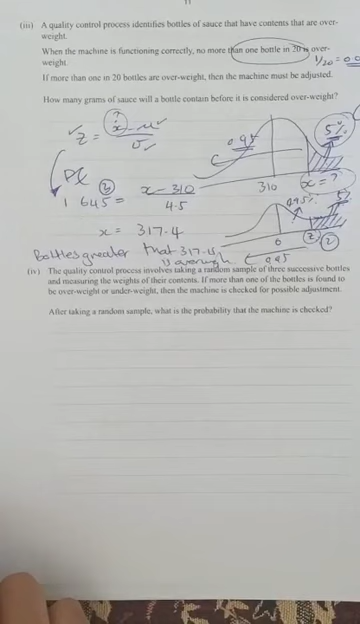 11
(iii) A quality control process identifies bottles of sauce that have contents that are over-
weight.
When the machine is functioning correctly, no more than one bottle in 20 is over-
weight.
1/20 = 0.0
If more than one in 20 bottles are over-weight, then the machine must be adjusted.
How many grams of sauce will a bottle contain before it is considered over-weight?
z = x - μ
σ
0.95
5%
310
x = ?
1.645 = x - 310
4.5
x = 317.4
0
z
0.95
Bottles greater that 317.4
(iv) The quality control process involves taking a random sample of three successive bottles
and measuring the weights of their contents. If more than one of the bottles is found to
be over-weight or under-weight, then the machine is checked for possible adjustment.
After taking a random sample, what is the probability that the machine is checked?